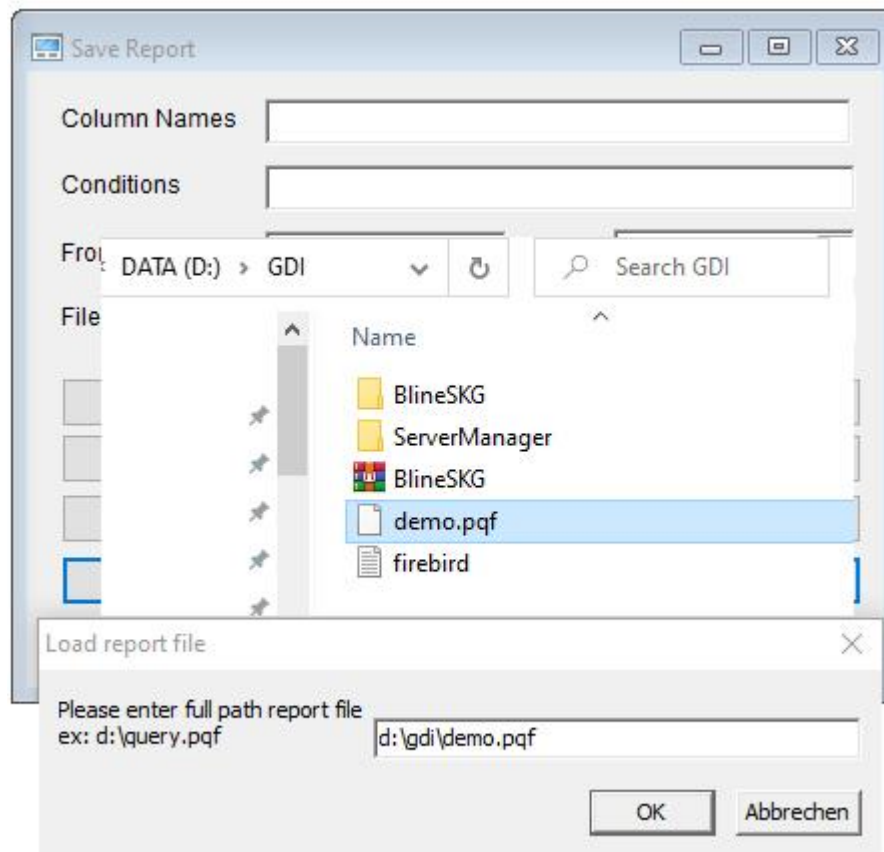 Save Report
Column Names
Conditions
DATA (D:) > GDI
Search GDI
File
Name
BlineSKG
ServerManager
BlineSKG
demo.pqf
firebird
Load report file
Please enter full path report file
ex: d:\query.pqf
d:\gdi\demo.pqf
OK
Abbrechen